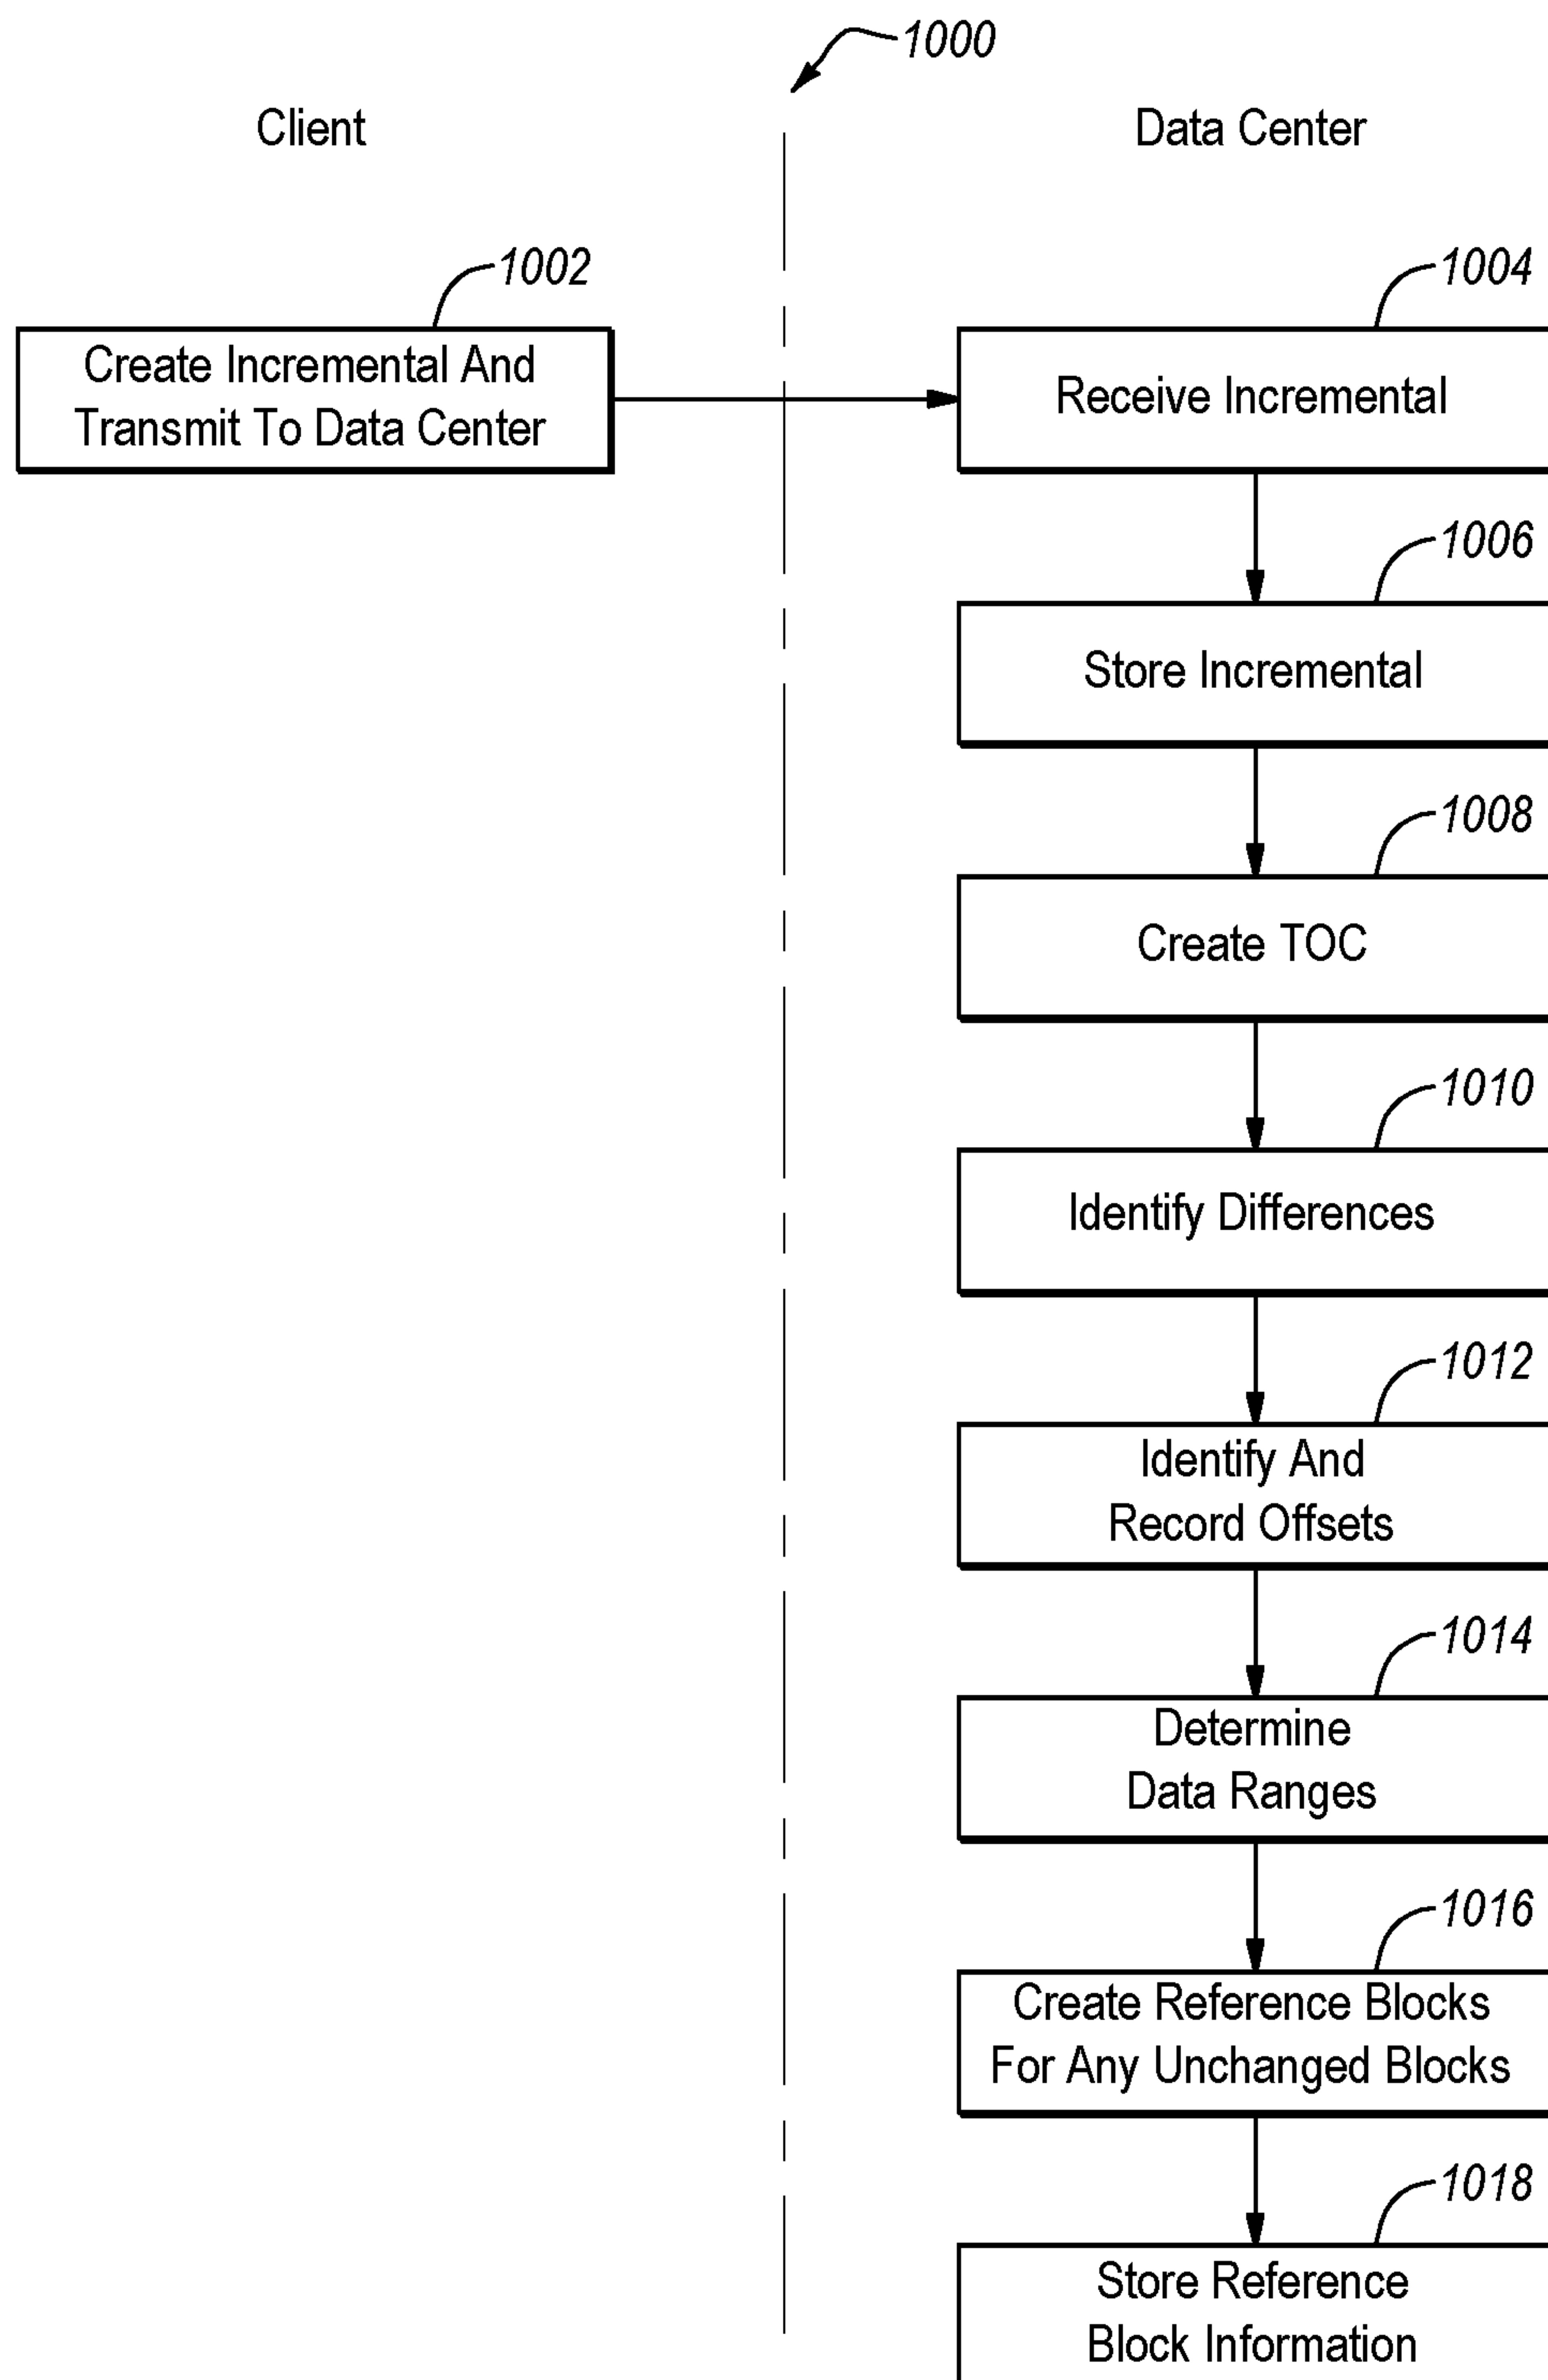 1000
Client
Data Center
1002
1004
Create Incremental And
Transmit To Data Center
Receive Incremental
1006
Store Incremental
1008
Create TOC
1010
Identify Differences
1012
Identify And
Record Offsets
1014
Determine
Data Ranges
1016
Create Reference Blocks
For Any Unchanged Blocks
1018
Store Reference
Block Information